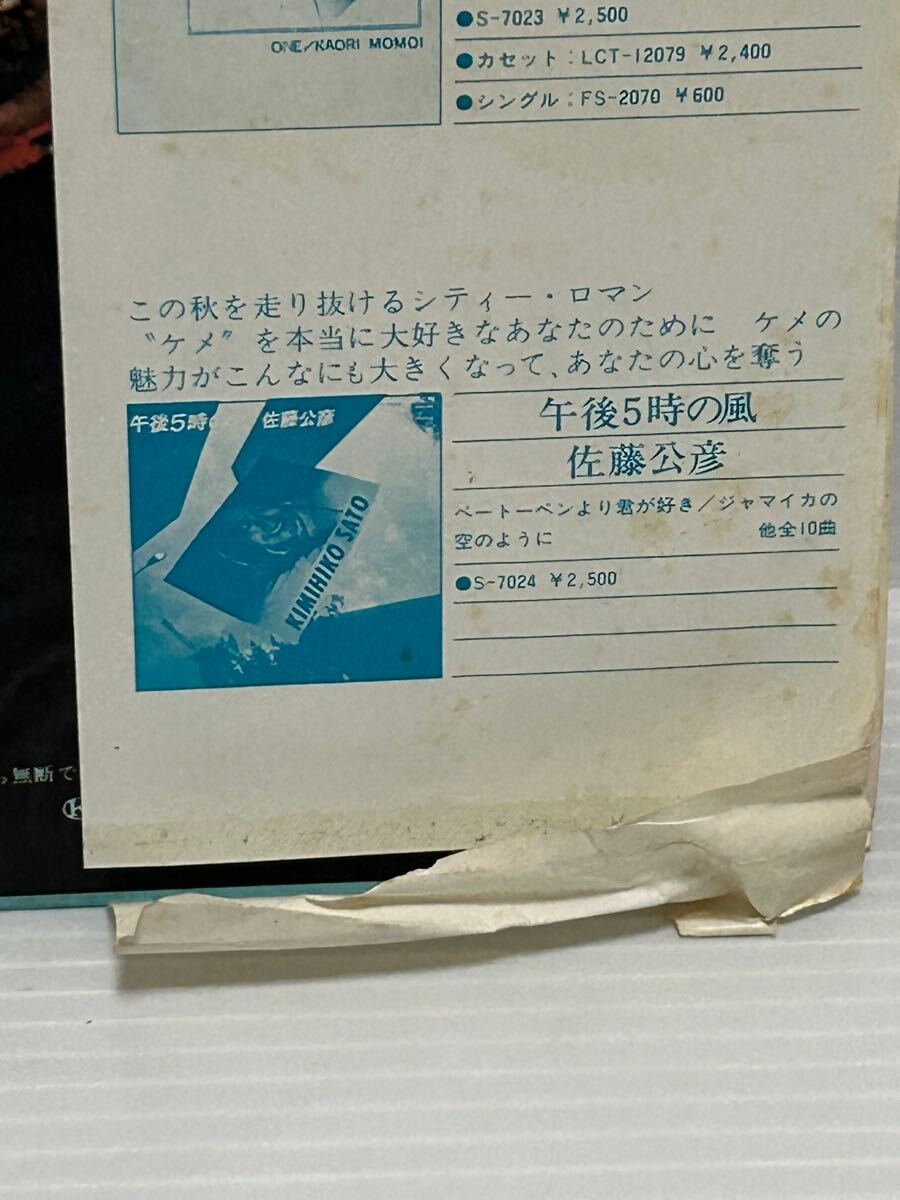 ONE/KAORI MOMOI
●S-7023 ¥2,500
●カセット：LCT-12079 ¥2,400
●シングル：FS-2070 ¥600
この秋を走り抜けるシティー・ロマン
〝ケメ〟を本当に大好きなあなたのために ケメの
魅力がこんなにも大きくなって、あなたの心を奪う
午後5時の 佐藤公彦
KIMIHIKO SATO
午後5時の風
佐藤公彦
ベートーベンより君が好き/ジャマイカの
空のように 他全10曲
●S-7024 ¥2,500
無断で